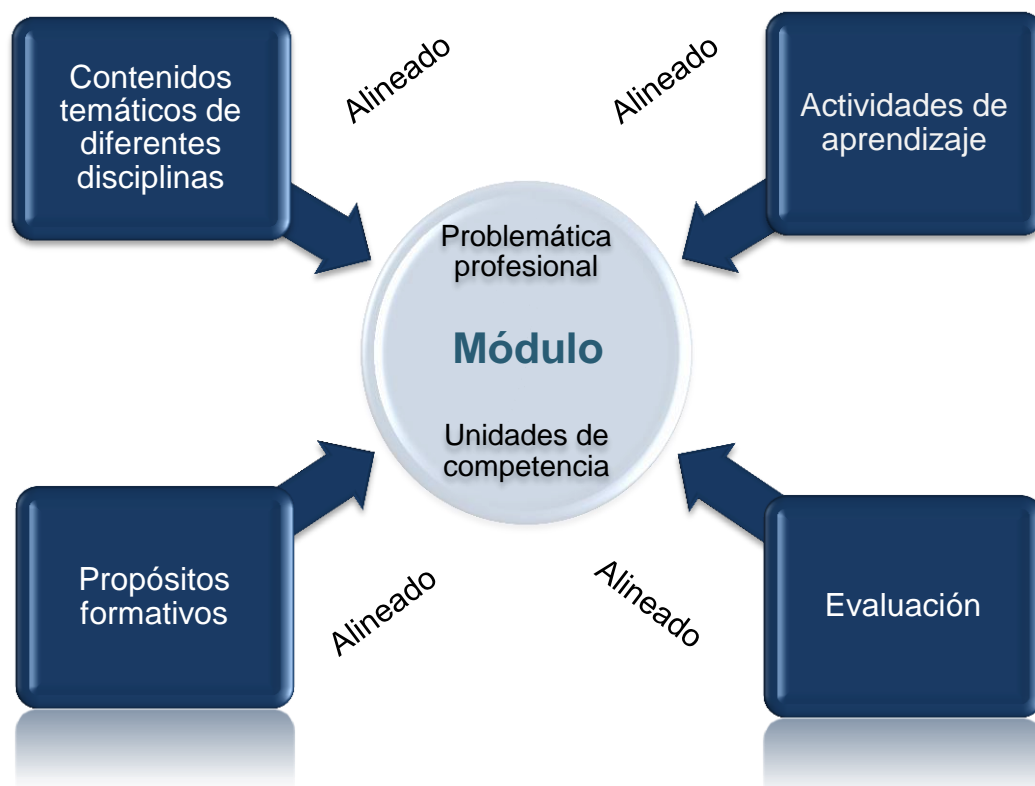 Contenidos
temáticos de
diferentes
disciplinas
Alineado
Alineado
Actividades de
aprendizaje
Problemática
profesional
Módulo
Unidades de
competencia
Propósitos
formativos
Alineado
Alineado
Evaluación